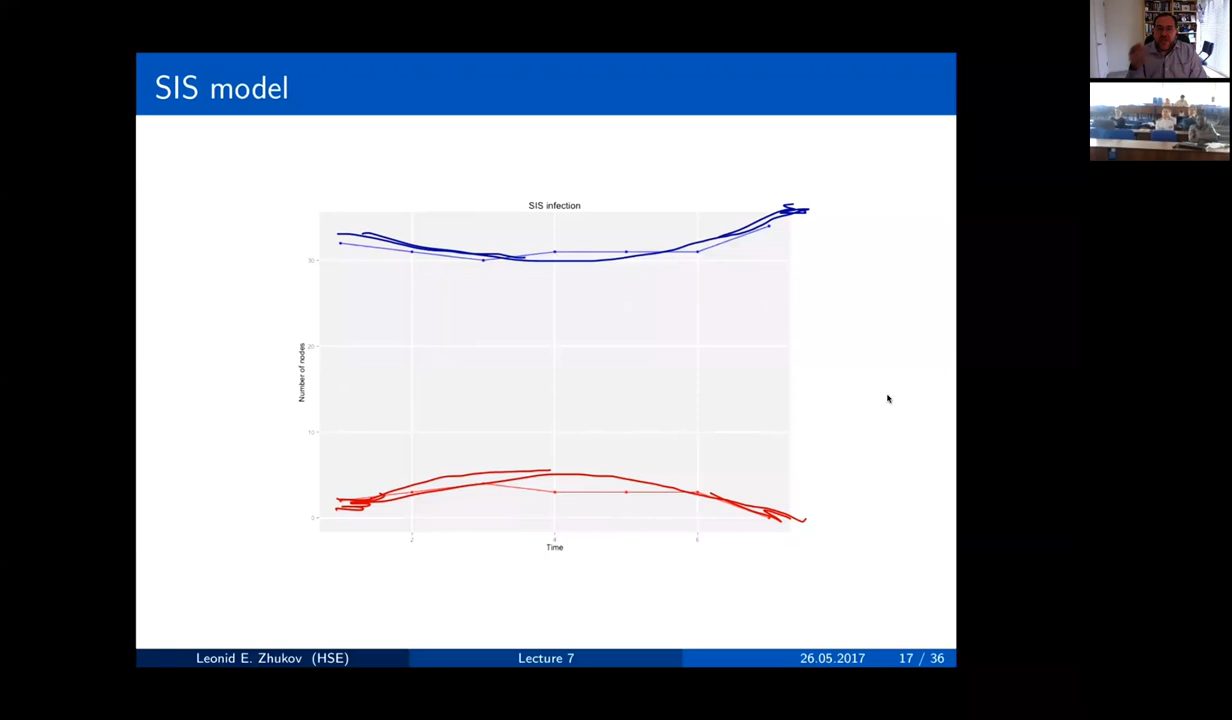 SIS model
SIS infection
30
20
10
0
Number of nodes
2
4
6
Time
Leonid E. Zhukov (HSE)
Lecture 7
26.05.2017
17 / 36